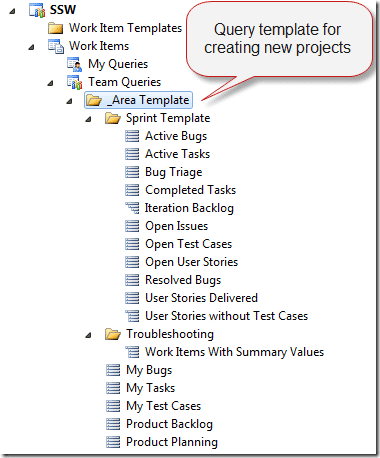 SSW
Work Item Templates
Work Items
My Queries
Team Queries
_Area Template
Sprint Template
Active Bugs
Active Tasks
Bug Triage
Completed Tasks
Iteration Backlog
Open Issues
Open Test Cases
Open User Stories
Resolved Bugs
User Stories Delivered
User Stories without Test Cases
Troubleshooting
Work Items With Summary Values
My Bugs
My Tasks
My Test Cases
Product Backlog
Product Planning
Query template for
creating new projects